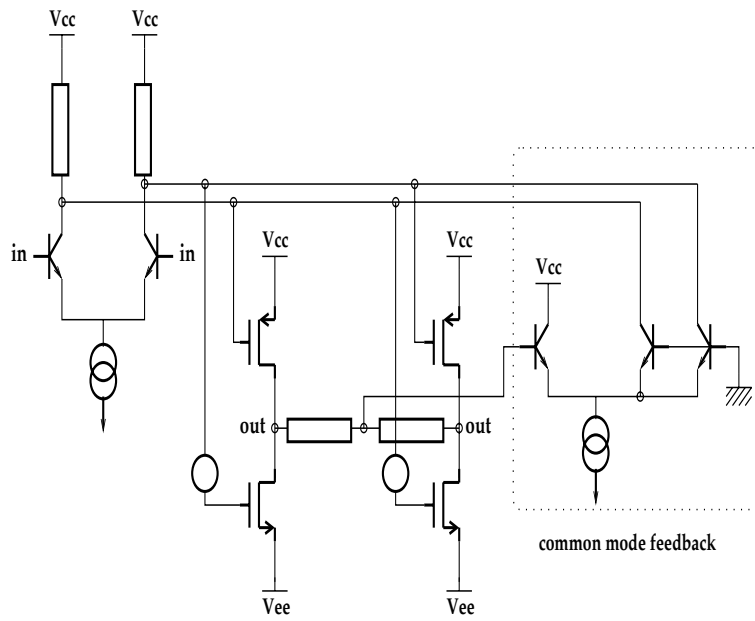 Vcc Vcc
in in
Vcc Vcc Vcc
out out
common mode feedback
Vee Vee